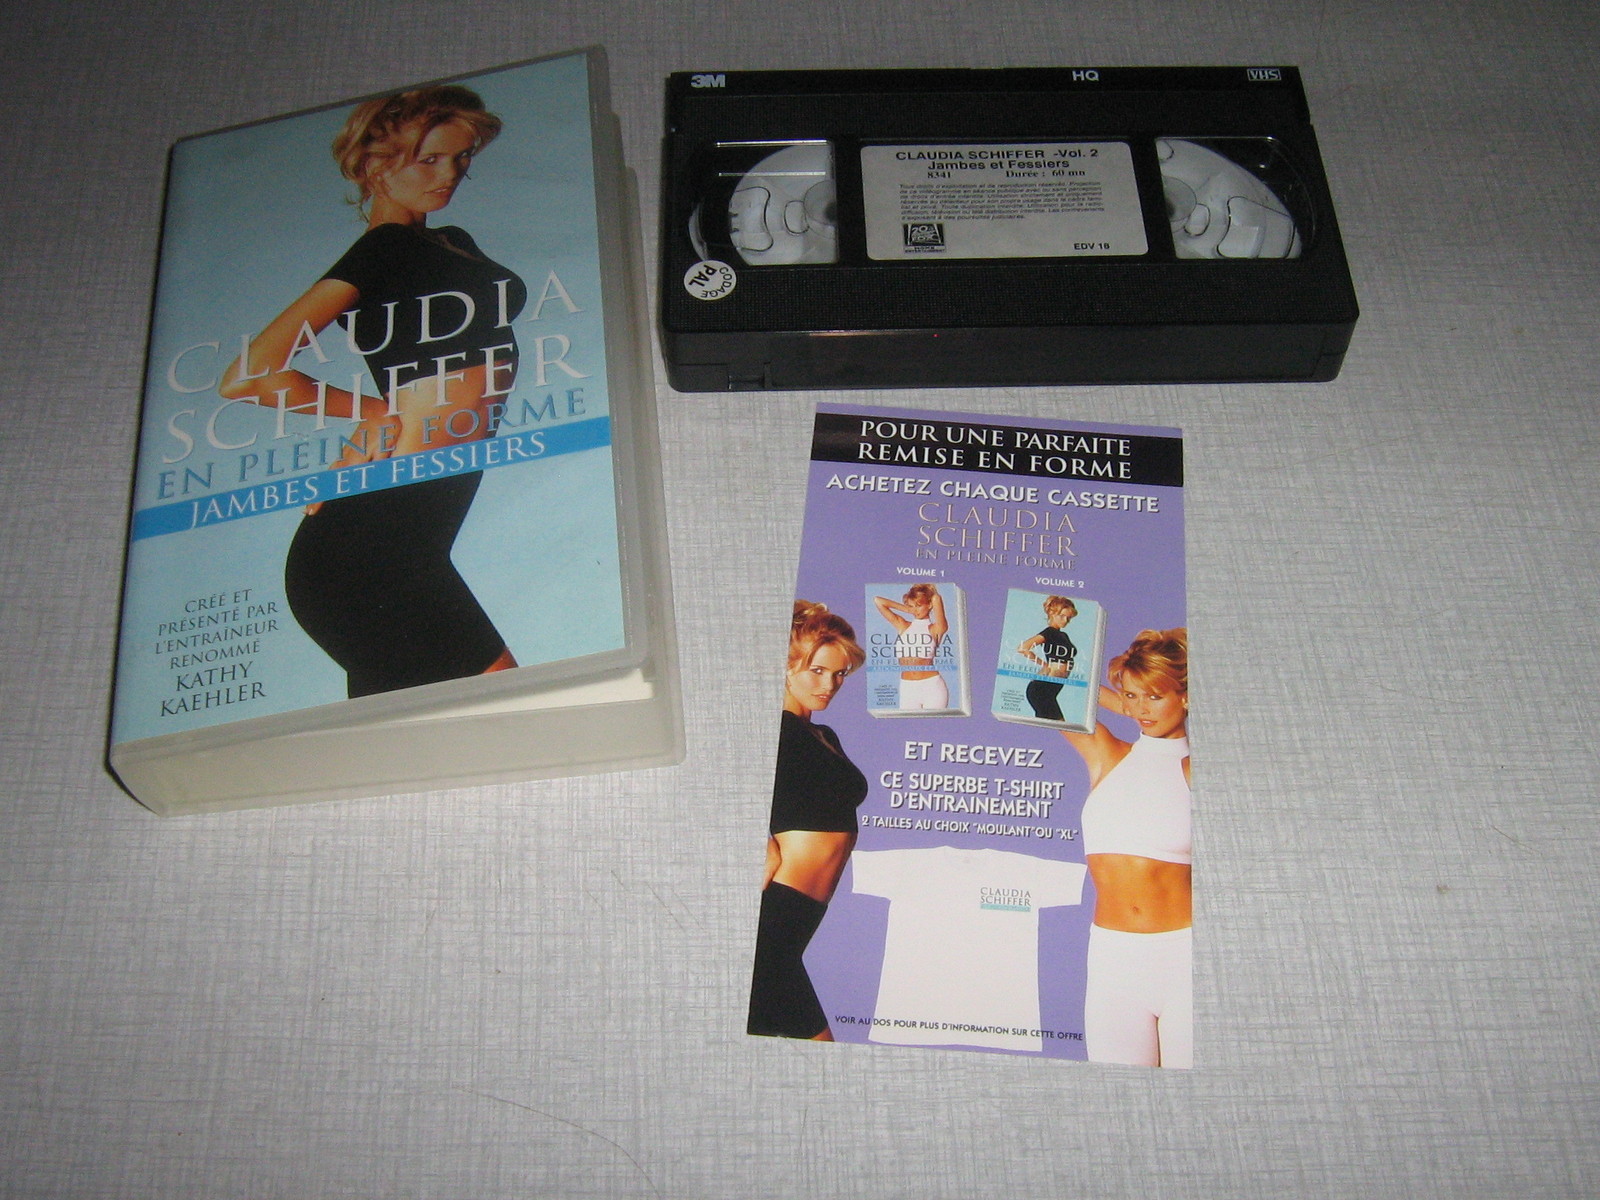 CLAUDIA
SCHIFFER
EN PLEINE FORME
JAMBES ET FESSIERS
CRÉÉ ET
PRÉSENTÉ PAR
L'ENTRAÎNEUR
RENOMMÉ
KATHY
KAEHLER
3M
HQ
VHS
CLAUDIA SCHIFFER -Vol. 2
Jambes et Fessiers
8341 Durée : 60 mn
EDV 18
CODAGE
PAL
POUR UNE PARFAITE
REMISE EN FORME
ACHETEZ CHAQUE CASSETTE
CLAUDIA
SCHIFFER
EN PLEINE FORME
VOLUME 1
VOLUME 2
CLAUDIA
SCHIFFER
ET RECEVEZ
CE SUPERBE T-SHIRT
D'ENTRAINEMENT
2 TAILLES AU CHOIX "MOULANT" OU "XL"
CLAUDIA
SCHIFFER
VOIR AU DOS POUR PLUS D'INFORMATION SUR CETTE OFFRE